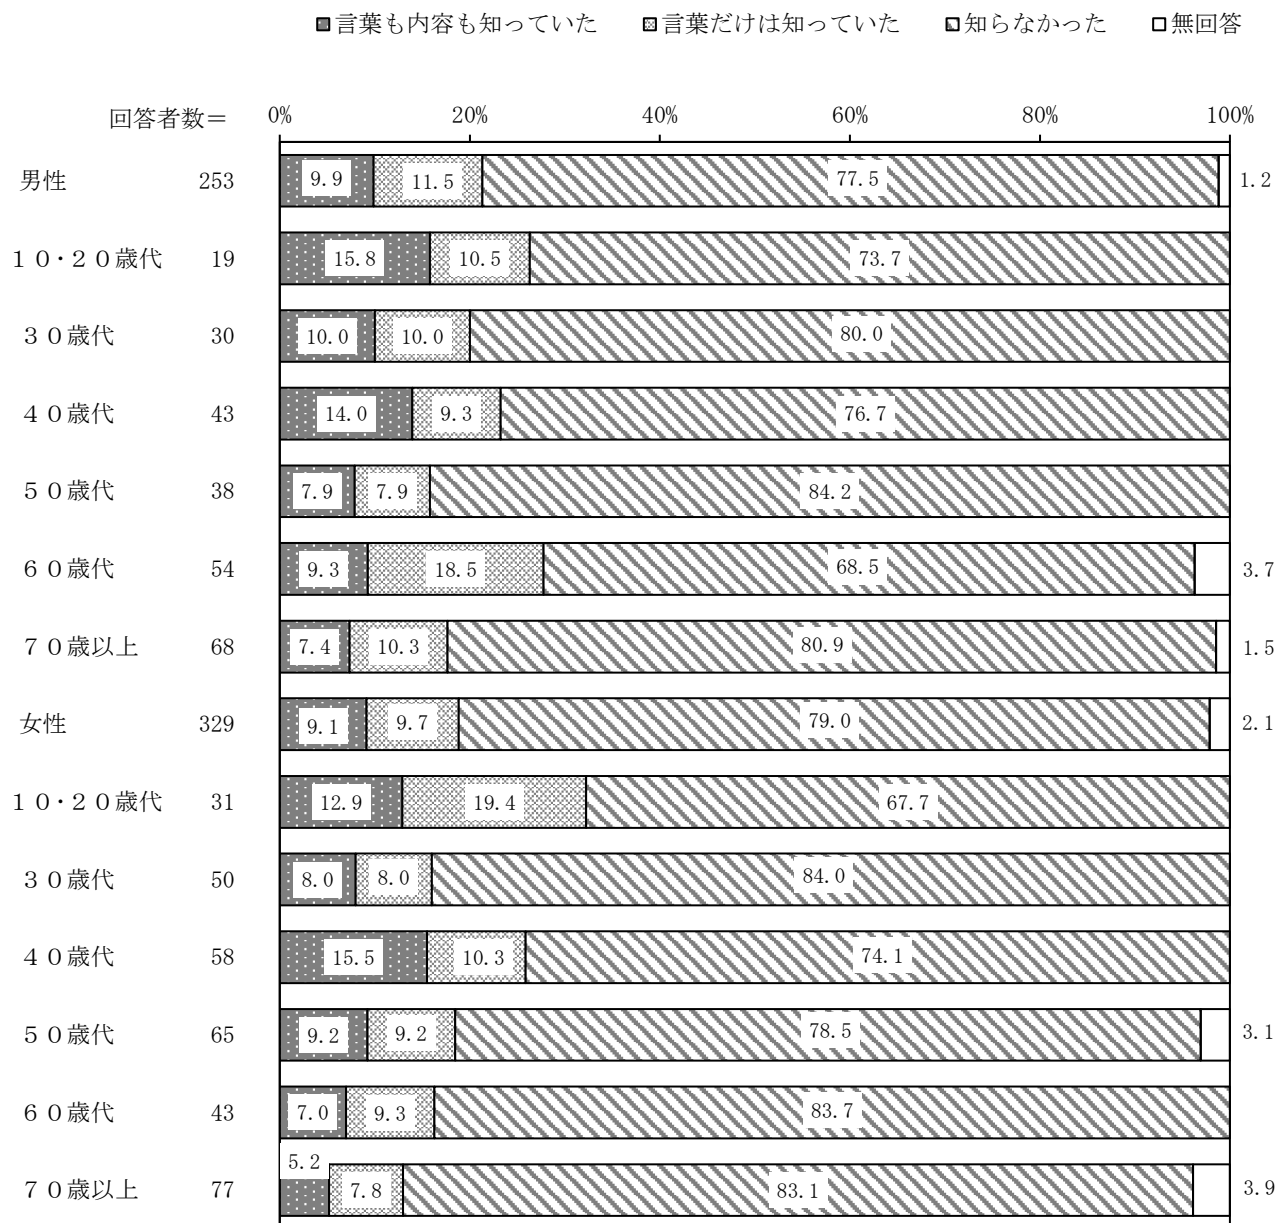 言葉も内容も知っていた 言葉だけは知っていた 知らなかった 無回答
回答者数＝ 0% 20% 40% 60% 80% 100%
男性 253 9.9 11.5 77.5 1.2
１０・２０歳代 19 15.8 10.5 73.7
３０歳代 30 10.0 10.0 80.0
４０歳代 43 14.0 9.3 76.7
５０歳代 38 7.9 7.9 84.2
６０歳代 54 9.3 18.5 68.5 3.7
７０歳以上 68 7.4 10.3 80.9 1.5
女性 329 9.1 9.7 79.0 2.1
１０・２０歳代 31 12.9 19.4 67.7
３０歳代 50 8.0 8.0 84.0
４０歳代 58 15.5 10.3 74.1
５０歳代 65 9.2 9.2 78.5 3.1
６０歳代 43 7.0 9.3 83.7
７０歳以上 77 5.2 7.8 83.1 3.9